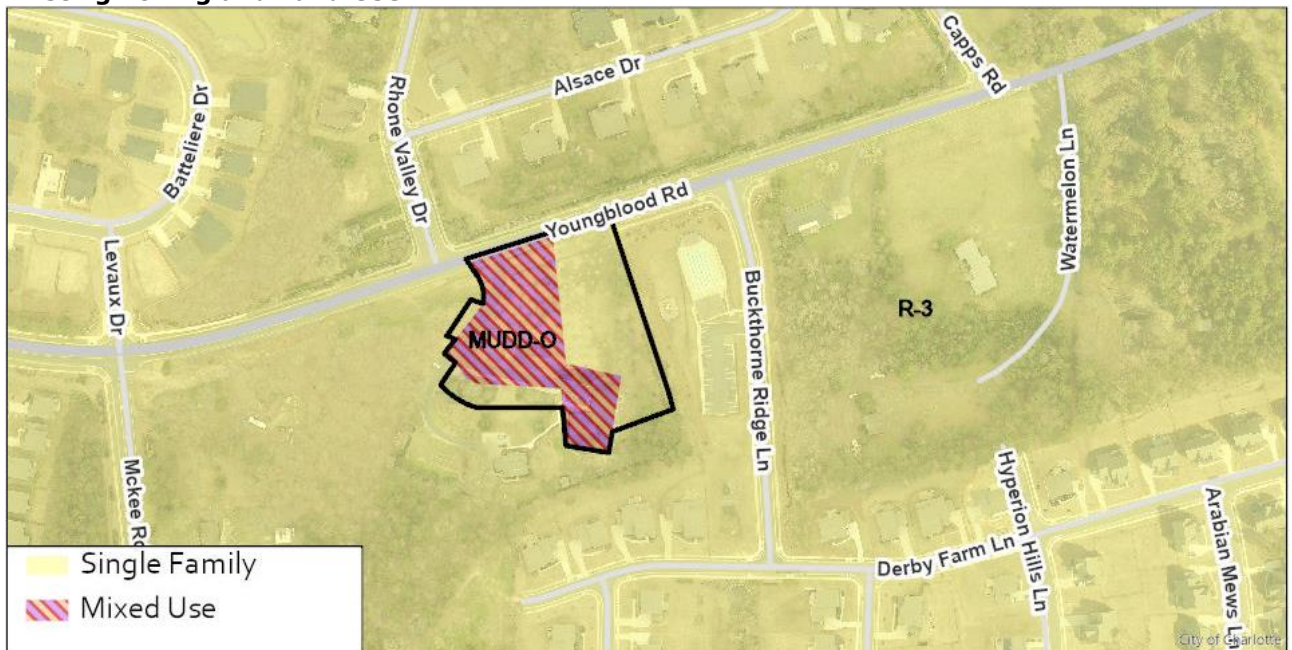 Capps Rd
Alsace Dr
Batteliere Dr
Rhone Valley Dr
Watermelon Ln
Youngblood Rd
Levaux Dr
Buckthorne Ridge Ln
R-3
MUDD-O
Mckee Rd
Hyperion Hills Ln
Arabian Mews Ln
Derby Farm Ln
Single Family
Mixed Use
City of Charlotte